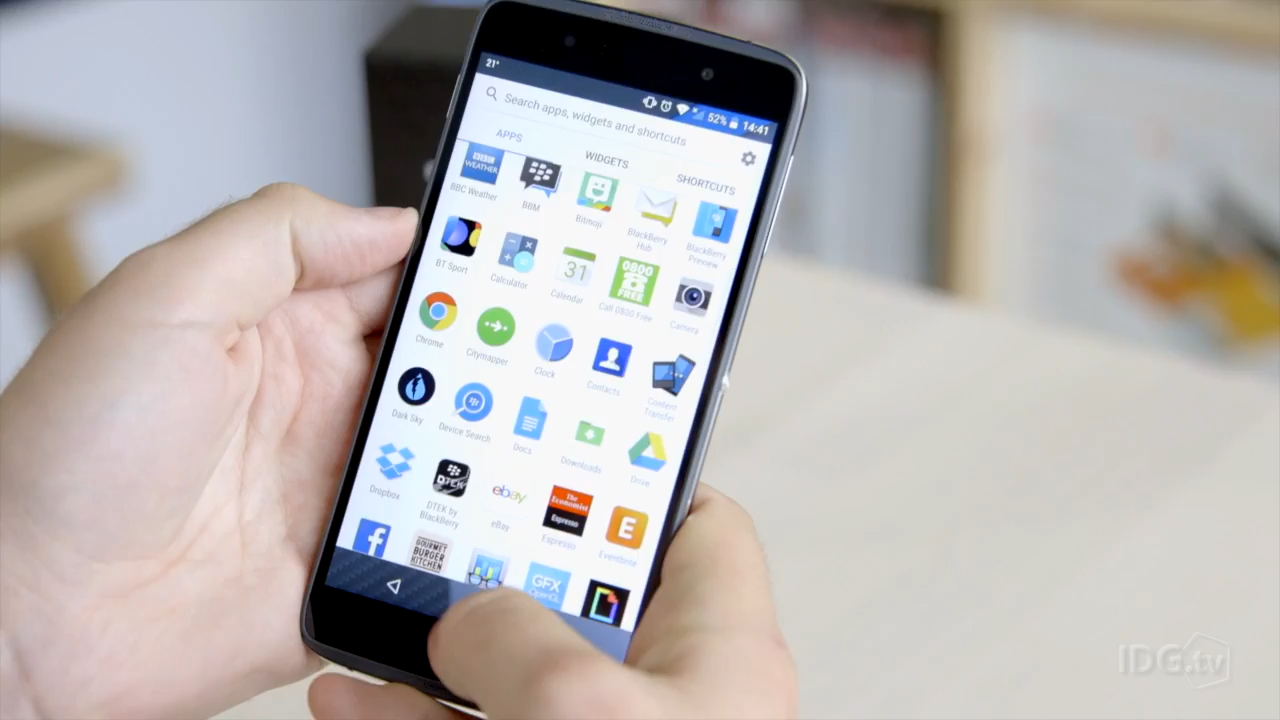 21°
52%
14:41
Search apps, widgets and shortcuts
APPS
WIDGETS
SHORTCUTS
BBC
WEATHER
BBC Weather
BBM
Bitmoji
BlackBerry
Hub
BlackBerry
Preview
BT Sport
Calculator
31
Calendar
0800
FREE
Call 0800 Free
Camera
Chrome
Citymapper
Clock
Contacts
Content
Transfer
Dark Sky
Device Search
Docs
Downloads
Drive
Dropbox
DTEK
DTEK by
BlackBerry
ebay
eBay
The
Economist
Espresso
Espresso
E
Eventbrite
f
GOURMET
BURGER
KITCHEN
GFX
OpenGL
IDG.tv